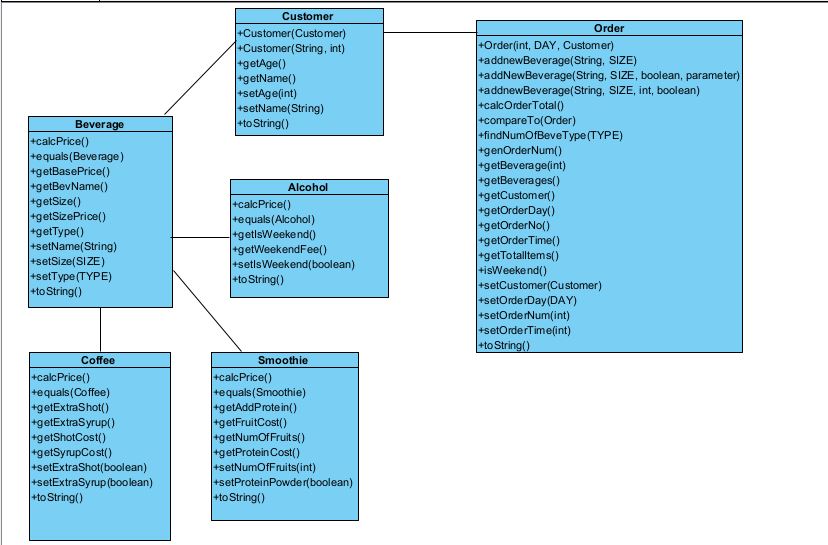 Customer
+Customer(Customer)
+Customer(String, int)
+getAge()
+getName()
+setAge(int)
+setName(String)
+toString()
Order
+Order(int, DAY, Customer)
+addnewBeverage(String, SIZE)
+addNewBeverage(String, SIZE, boolean, parameter)
+addnewBeverage(String, SIZE, int, boolean)
+calcOrderTotal()
+compareTo(Order)
+findNumOfBeveType(TYPE)
+genOrderNum()
+getBeverage(int)
+getBeverages()
+getCustomer()
+getOrderDay()
+getOrderNo()
+getOrderTime()
+getTotalItems()
+isWeekend()
+setCustomer(Customer)
+setOrderDay(DAY)
+setOrderNum(int)
+setOrderTime(int)
+toString()
Beverage
+calcPrice()
+equals(Beverage)
+getBasePrice()
+getBevName()
+getSize()
+getSizePrice()
+getType()
+setName(String)
+setSize(SIZE)
+setType(TYPE)
+toString()
Alcohol
+calcPrice()
+equals(Alcohol)
+getIsWeekend()
+getWeekendFee()
+setIsWeekend(boolean)
+toString()
Coffee
+calcPrice()
+equals(Coffee)
+getExtraShot()
+getExtraSyrup()
+getShotCost()
+getSyrupCost()
+setExtraShot(boolean)
+setExtraSyrup(boolean)
+toString()
Smoothie
+calcPrice()
+equals(Smoothie)
+getAddProtein()
+getFruitCost()
+getNumOfFruits()
+getProteinCost()
+setNumOfFruits(int)
+setProteinPowder(boolean)
+toString()